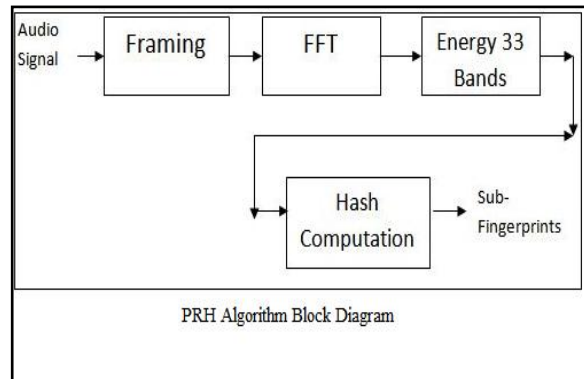 Audio
Signal
Framing
FFT
Energy 33
Bands
Hash
Computation
Sub-
Fingerprints
PRH Algorithm Block Diagram